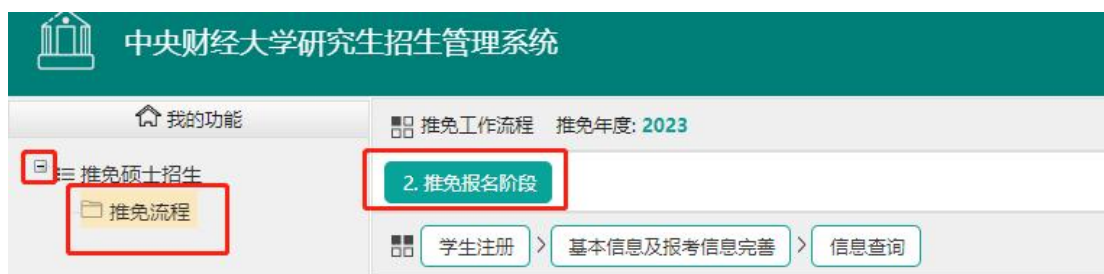 中央财经大学研究生招生管理系统
我的功能
推免工作流程 推免年度: 2023
推免硕士招生
2. 推免报名阶段
推免流程
学生注册 > 基本信息及报考信息完善 > 信息查询